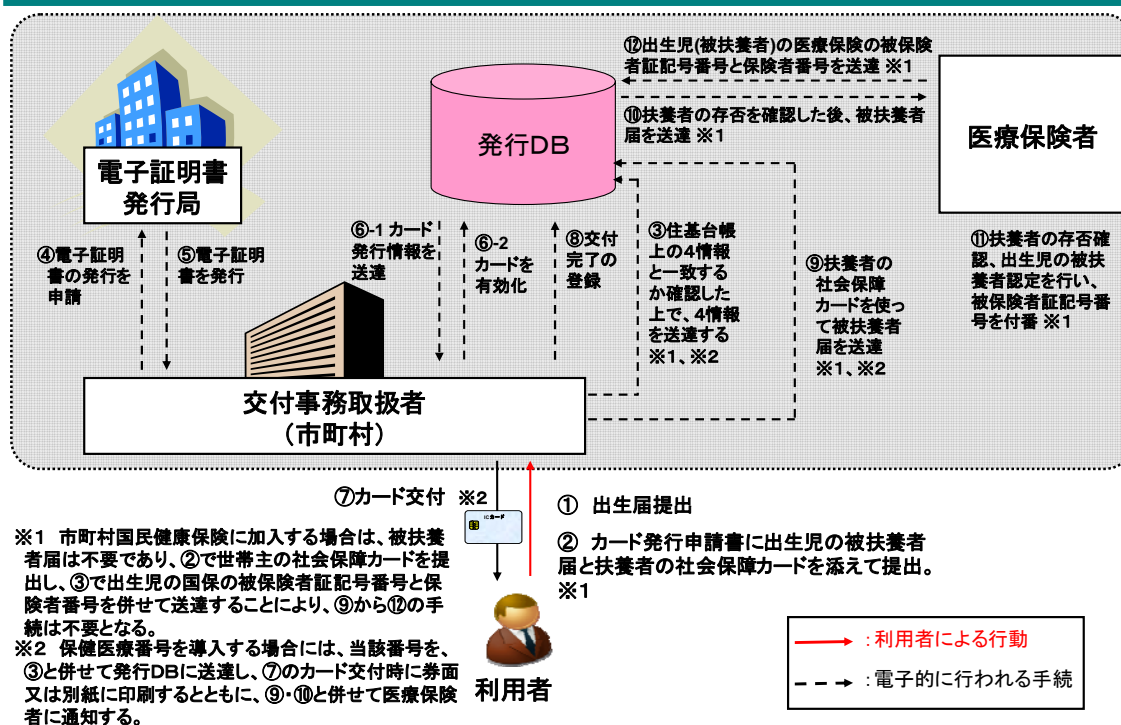 ⑫出生児(被扶養者)の医療保険の被保険
者証記号番号と保険者番号を送達 ※1
⑩扶養者の存否を確認した後、被扶養者
届を送達 ※1
医療保険者
発行DB
電子証明書
発行局
④電子証明
書の発行を
申請
⑤電子証明
書を発行
⑥-1 カード
発行情報を
送達
⑥-2
カードを
有効化
⑧交付
完了の
登録
③住基台帳
上の4情報
と一致する
か確認した
上で、4情報
を送達する
※1、※2
⑨扶養者の
社会保障
カードを使っ
て被扶養者
届を送達
※1、※2
⑪扶養者の存否確
認、出生児の被扶
養者認定を行い、
被保険者証記号番
号を付番 ※1
交付事務取扱者
（市町村）
⑦カード交付 ※2
ICカード
① 出生届提出
② カード発行申請書に出生児の被扶養者
届と扶養者の社会保障カードを添えて提出。
※1
※1 市町村国民健康保険に加入する場合は、被扶養
者届は不要であり、②で世帯主の社会保障カードを提
出し、③で出生児の国保の被保険者証記号番号と保
険者番号を併せて送達することにより、⑨から⑫の手
続は不要となる。
※2 保健医療番号を導入する場合には、当該番号を、
③と併せて発行DBに送達し、⑦のカード交付時に券面
又は別紙に印刷するとともに、⑨・⑩と併せて医療保険
者に通知する。
利用者
：利用者による行動
：電子的に行われる手続